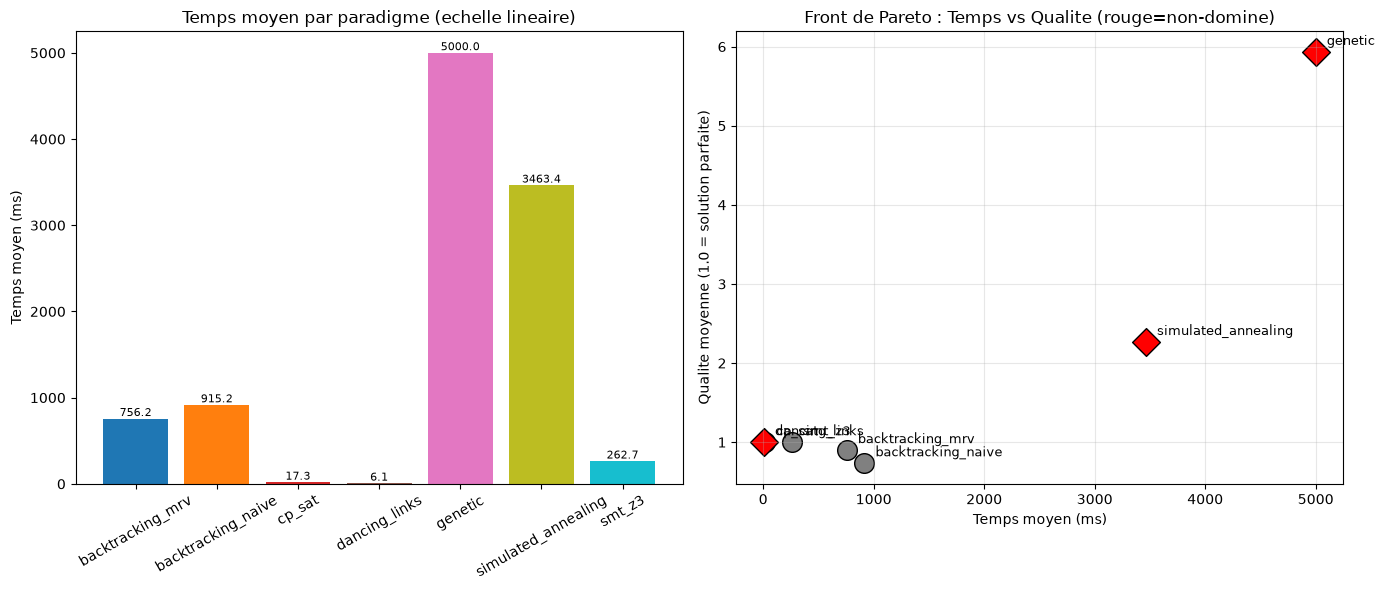 Temps moyen par paradigme (echelle lineaire)
Temps moyen (ms)
5000
4000
3000
2000
1000
0
756.2
915.2
17.3
6.1
5000.0
3463.4
262.7
backtracking_mrv
backtracking_naive
cp_sat
dancing_links
genetic
simulated_annealing
smt_z3
Front de Pareto : Temps vs Qualite (rouge=non-domine)
Qualite moyenne (1.0 = solution parfaite)
6
5
4
3
2
1
genetic
simulated_annealing
cp_sat
dancing_links
smt_z3
backtracking_mrv
backtracking_naive
0
1000
2000
3000
4000
5000
Temps moyen (ms)